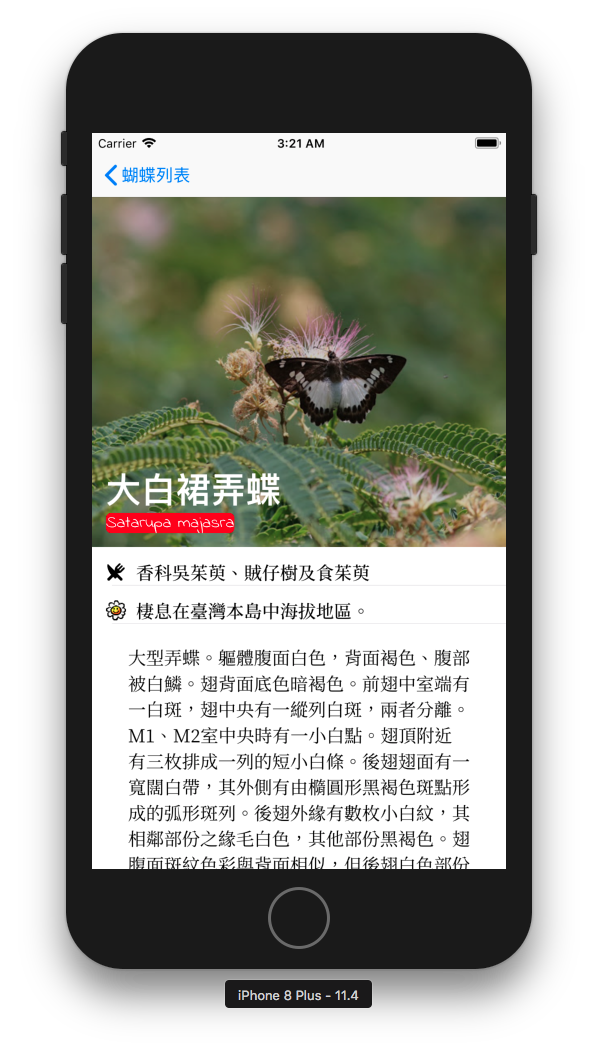 Carrier
3:21 AM
蝴蝶列表
大白裙弄蝶
Satarupa majasra
香科吳茱萸、賊仔樹及食茱萸
棲息在臺灣本島中海拔地區。
大型弄蝶。軀體腹面白色，背面褐色、腹部
被白鱗。翅背面底色暗褐色。前翅中室端有
一白斑，翅中央有一縱列白斑，兩者分離。
M1、M2室中央時有一小白點。翅頂附近
有三枚排成一列的短小白條。後翅翅面有一
寬闊白帶，其外側有由橢圓形黑褐色斑點形
成的弧形斑列。後翅外緣有數枚小白紋，其
相鄰部份之緣毛白色，其他部份黑褐色。翅
腹面斑紋色彩與背面相似，但後翅白色部份
iPhone 8 Plus - 11.4